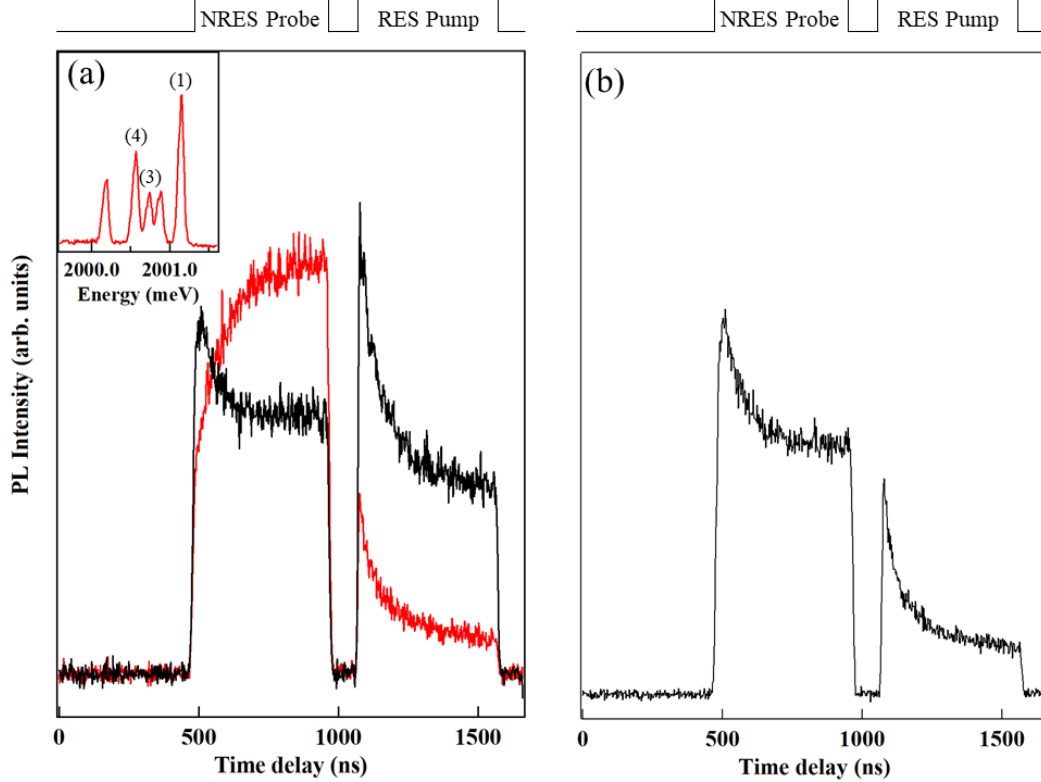 NRES Probe RES Pump NRES Probe RES Pump
(a)
(1)
(4)
(3)
2000.0 2001.0
Energy (meV)
PL Intensity (arb. units)
0 500 1000 1500
Time delay (ns)
(b)
0 500 1000 1500
Time delay (ns)